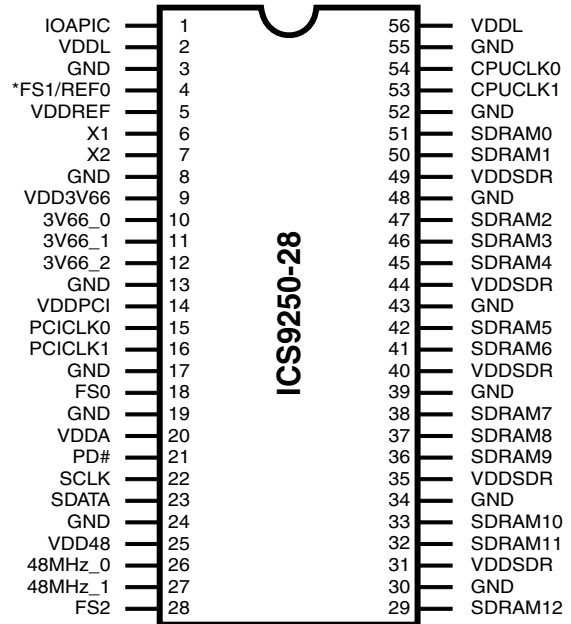 IOAPIC 1 56 VDDL
VDDL 2 55 GND
GND 3 54 CPUCLK0
*FS1/REF0 4 53 CPUCLK1
VDDREF 5 52 GND
X1 6 51 SDRAM0
X2 7 50 SDRAM1
GND 8 49 VDDSDR
VDD3V66 9 48 GND
3V66_0 10 47 SDRAM2
3V66_1 11 46 SDRAM3
3V66_2 12 45 SDRAM4
GND 13 44 VDDSDR
VDDPCI 14 43 GND
PCICLK0 15 42 SDRAM5
PCICLK1 16 41 SDRAM6
GND 17 40 VDDSDR
FS0 18 39 GND
GND 19 38 SDRAM7
VDDA 20 37 SDRAM8
PD# 21 36 SDRAM9
SCLK 22 35 VDDSDR
SDATA 23 34 GND
GND 24 33 SDRAM10
VDD48 25 32 SDRAM11
48MHz_0 26 31 VDDSDR
48MHz_1 27 30 GND
FS2 28 29 SDRAM12
ICS9250-28